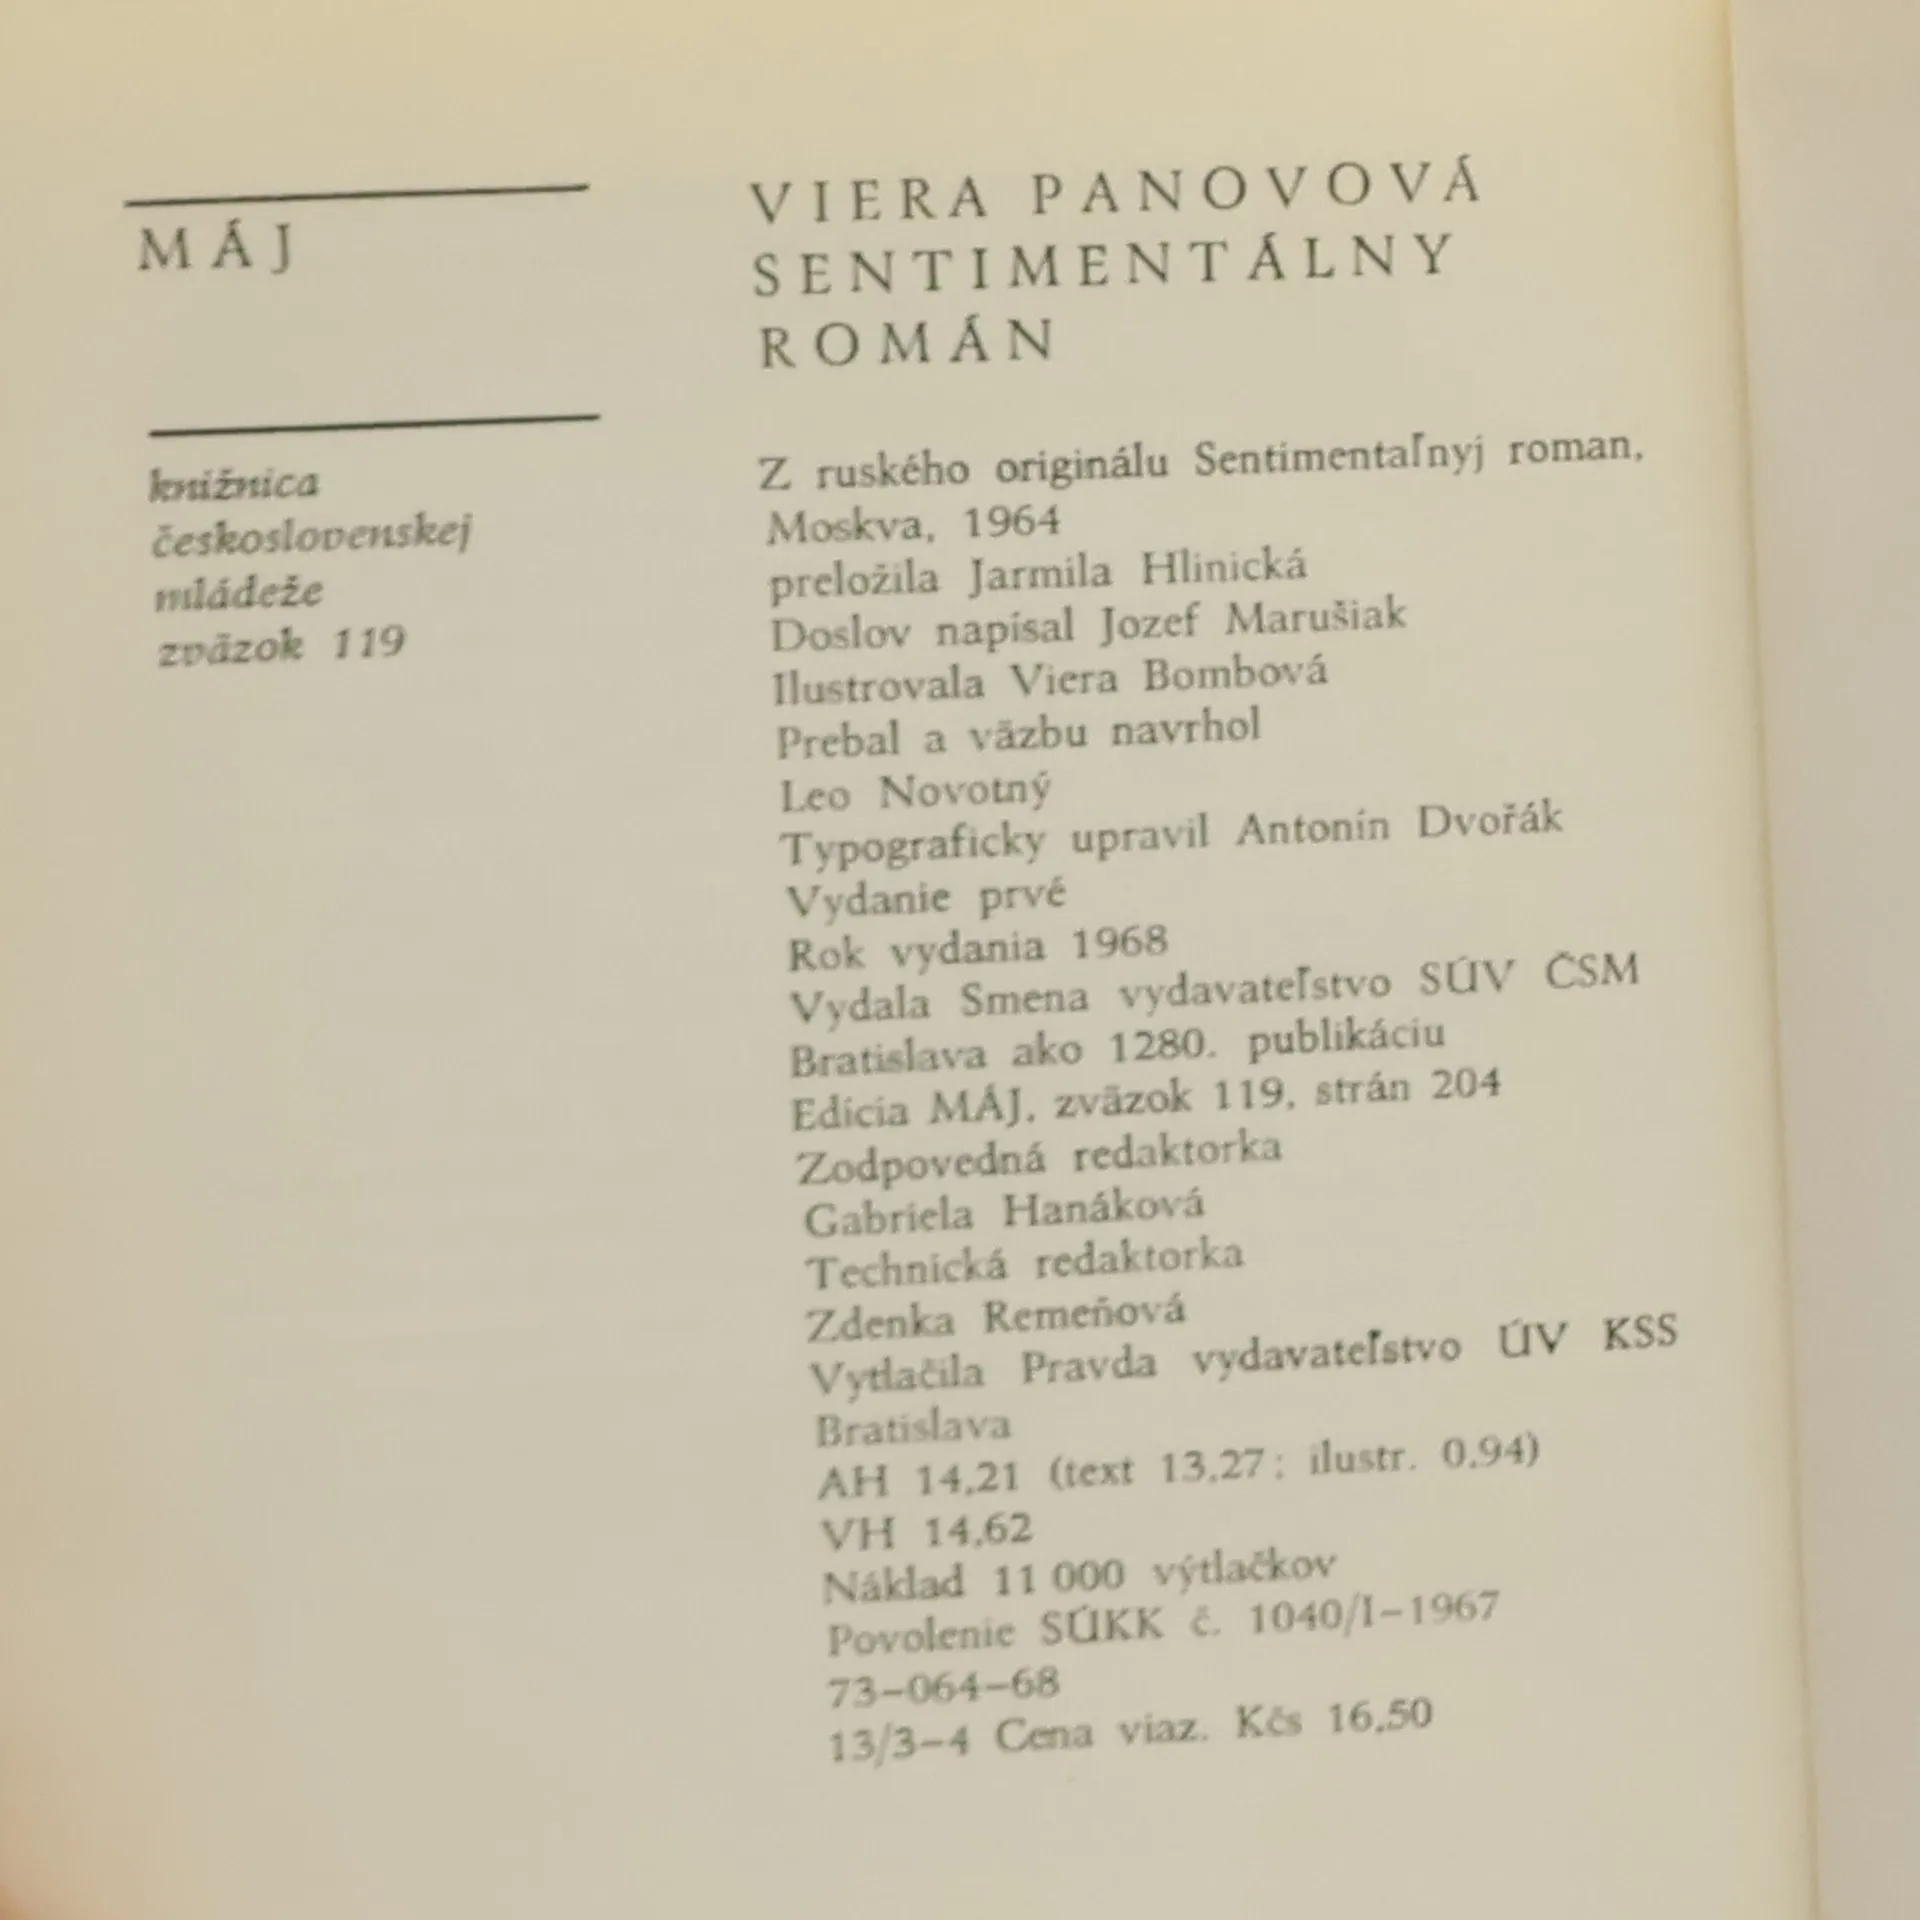 MÁJ
knižnica
československej
mládeže
zväzok 119
VIERA PANOVOVÁ
SENTIMENTÁLNY
ROMÁN
Z ruského originálu Sentimentaľnyj roman,
Moskva, 1964
preložila Jarmila Hlinická
Doslov napísal Jozef Marušiak
Ilustrovala Viera Bombová
Prebal a väzbu navrhol
Leo Novotný
Typograficky upravil Antonín Dvořák
Vydanie prvé
Rok vydania 1968
Vydala Smena vydavateľstvo SÚV ČSM
Bratislava ako 1280. publikáciu
Edícia MÁJ, zväzok 119, strán 204
Zodpovedná redaktorka
Gabriela Hanáková
Technická redaktorka
Zdenka Remeňová
Vytlačila Pravda vydavateľstvo ÚV KSS
Bratislava
AH 14,21 (text 13,27; ilustr. 0,94)
VH 14,62
Náklad 11 000 výtlačkov
Povolenie SÚKK č. 1040/I–1967
73–064–68
13/3–4 Cena viaz. Kčs 16,50